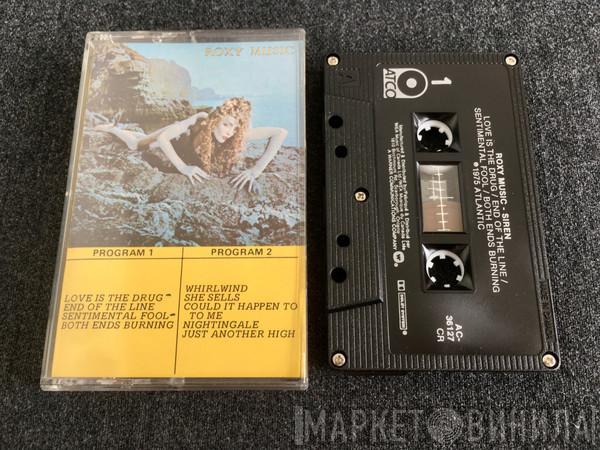 ROXY MUSIC
PROGRAM 1
LOVE IS THE DRUG
END OF THE LINE
SENTIMENTAL FOOL
BOTH ENDS BURNING
PROGRAM 2
WHIRLWIND
SHE SELLS
COULD IT HAPPEN TO
TO ME
NIGHTINGALE
JUST ANOTHER HIGH
ATCO
1
ROXY MUSIC - SIREN
LOVE IS THE DRUG / END OF THE LINE /
SENTIMENTAL FOOL / BOTH ENDS BURNING
℗1975 ATLANTIC
A WARNER COMMUNICATIONS COMPANY
AC-
36127
CR
МАРКЕТ ВИНИЛА